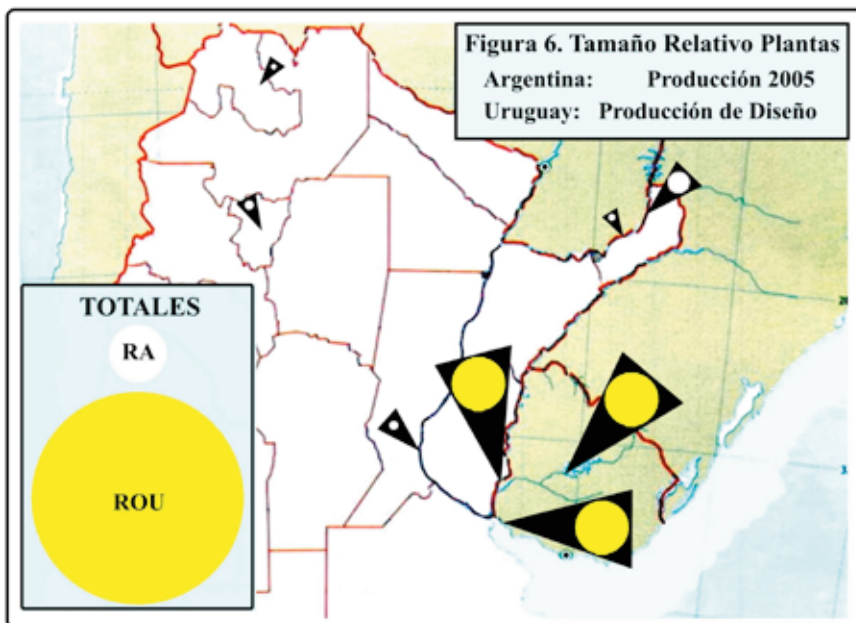 Figura 6. Tamaño Relativo Plantas
Argentina: Producción 2005
Uruguay: Producción de Diseño
TOTALES
RA
ROU